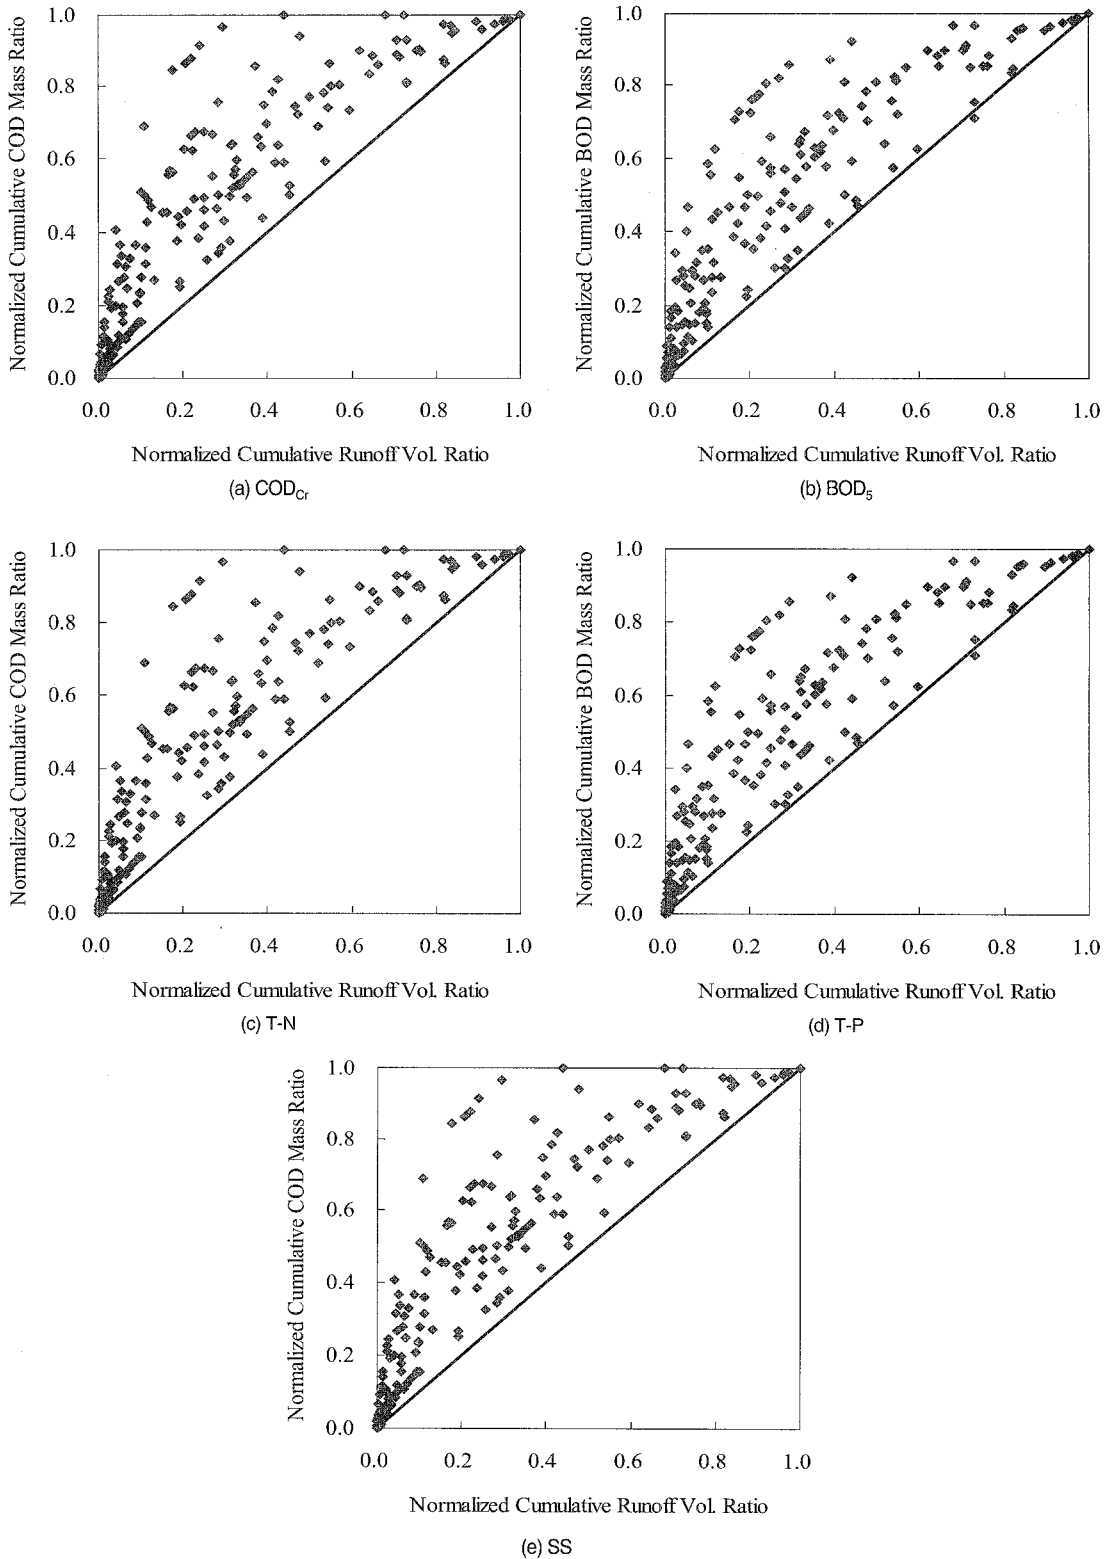 1.0
0.8
0.6
0.4
0.2
0.0
Normalized Cumulative COD Mass Ratio
0.0 0.2 0.4 0.6 0.8 1.0
Normalized Cumulative Runoff Vol. Ratio
(a) CODCr
1.0
0.8
0.6
0.4
0.2
0.0
Normalized Cumulative BOD Mass Ratio
0.0 0.2 0.4 0.6 0.8 1.0
Normalized Cumulative Runoff Vol. Ratio
(b) BOD5
1.0
0.8
0.6
0.4
0.2
0.0
Normalized Cumulative COD Mass Ratio
0.0 0.2 0.4 0.6 0.8 1.0
Normalized Cumulative Runoff Vol. Ratio
(c) T-N
1.0
0.8
0.6
0.4
0.2
0.0
Normalized Cumulative BOD Mass Ratio
0.0 0.2 0.4 0.6 0.8 1.0
Normalized Cumulative Runoff Vol. Ratio
(d) T-P
1.0
0.8
0.6
0.4
0.2
0.0
Normalized Cumulative COD Mass Ratio
0.0 0.2 0.4 0.6 0.8 1.0
Normalized Cumulative Runoff Vol. Ratio
(e) SS